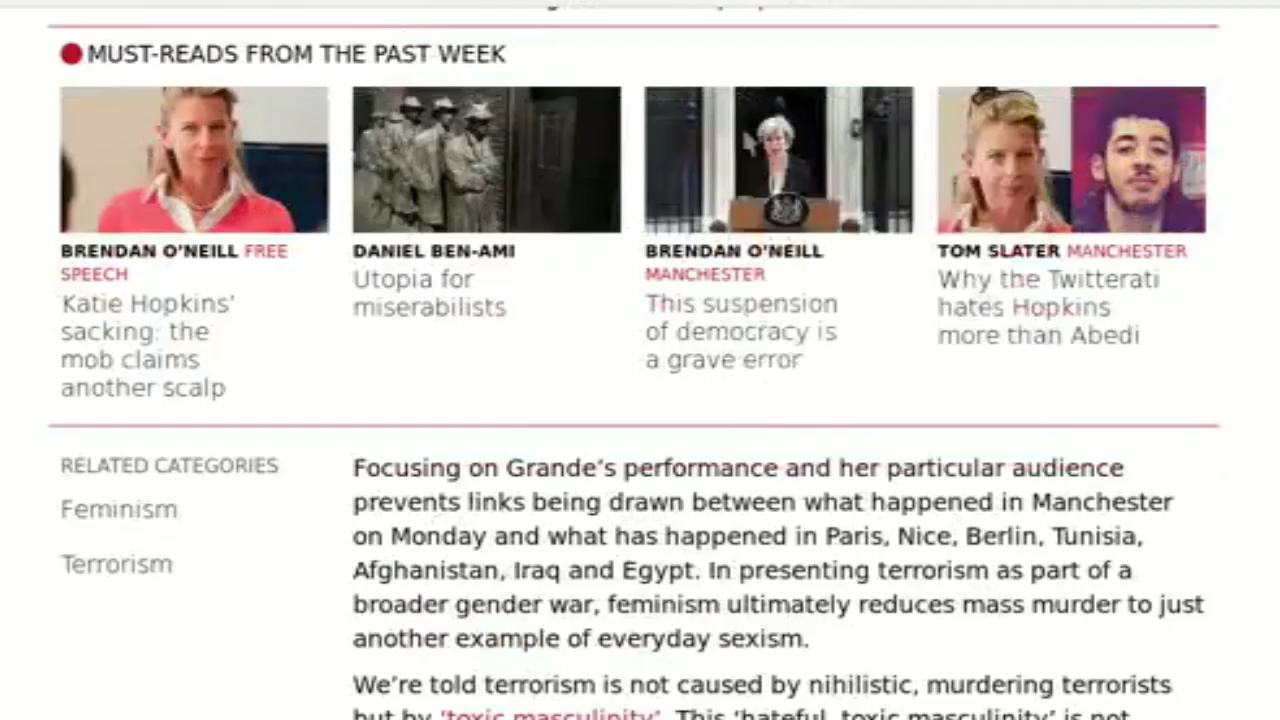 MUST-READS FROM THE PAST WEEK
BRENDAN O'NEILL FREE
SPEECH
Katie Hopkins'
sacking: the
mob claims
another scalp
DANIEL BEN-AMI
Utopia for
miserabilists
BRENDAN O'NEILL
MANCHESTER
This suspension
of democracy is
a grave error
TOM SLATER MANCHESTER
Why the Twitterati
hates Hopkins
more than Abedi
RELATED CATEGORIES
Feminism
Terrorism
Focusing on Grande's performance and her particular audience
prevents links being drawn between what happened in Manchester
on Monday and what has happened in Paris, Nice, Berlin, Tunisia,
Afghanistan, Iraq and Egypt. In presenting terrorism as part of a
broader gender war, feminism ultimately reduces mass murder to just
another example of everyday sexism.
We're told terrorism is not caused by nihilistic, murdering terrorists
but by 'toxic masculinity'. This 'hateful, toxic masculinity' is not